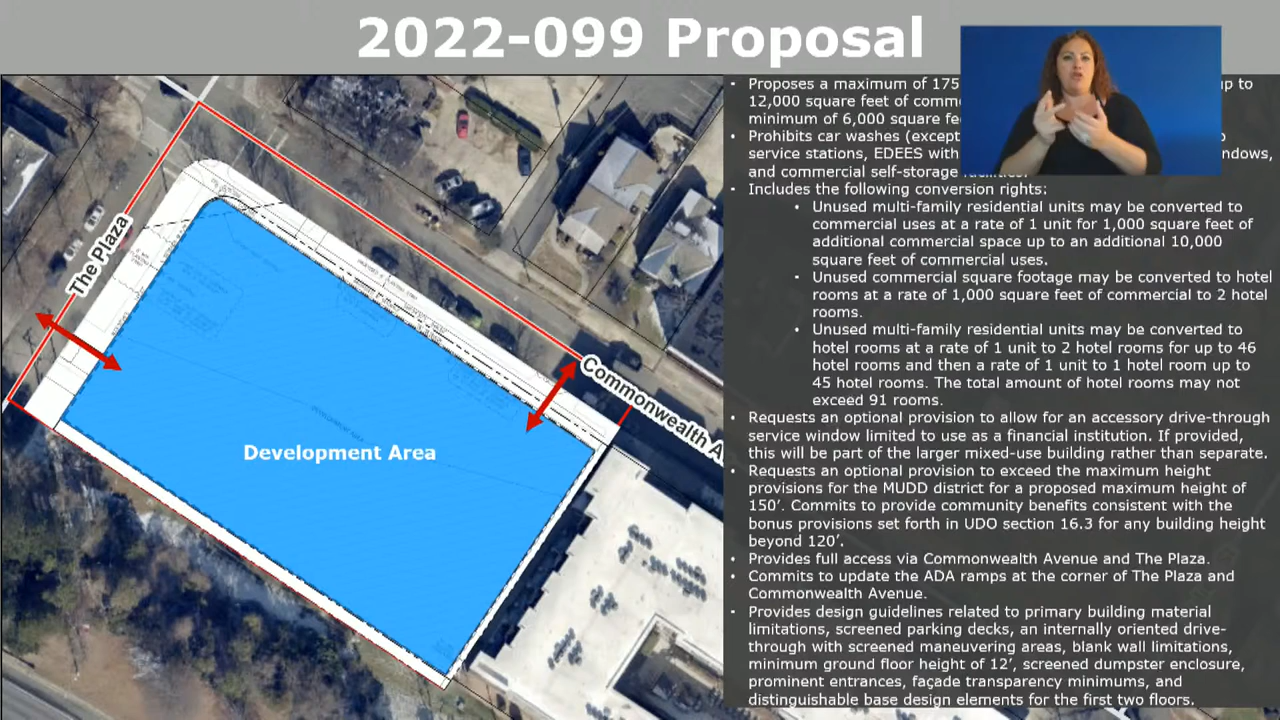 2022-099 Proposal
• Proposes a maximum of 175 up to
12,000 square feet of comm
minimum of 6,000 square fe
• Prohibits car washes (except
service stations, EDEES with ndows,
and commercial self-storage facilities.
• Includes the following conversion rights:
• Unused multi-family residential units may be converted to
commercial uses at a rate of 1 unit for 1,000 square feet of
additional commercial space up to an additional 10,000
square feet of commercial uses.
• Unused commercial square footage may be converted to hotel
rooms at a rate of 1,000 square feet of commercial to 2 hotel
rooms.
• Unused multi-family residential units may be converted to
hotel rooms at a rate of 1 unit to 2 hotel rooms for up to 46
hotel rooms and then a rate of 1 unit to 1 hotel room up to
45 hotel rooms. The total amount of hotel rooms may not
exceed 91 rooms.
• Requests an optional provision to allow for an accessory drive-through
service window limited to use as a financial institution. If provided,
this will be part of the larger mixed-use building rather than separate.
• Requests an optional provision to exceed the maximum height
provisions for the MUDD district for a proposed maximum height of
150’. Commits to provide community benefits consistent with the
bonus provisions set forth in UDO section 16.3 for any building height
beyond 120’.
• Provides full access via Commonwealth Avenue and The Plaza.
• Commits to update the ADA ramps at the corner of The Plaza and
Commonwealth Avenue.
• Provides design guidelines related to primary building material
limitations, screened parking decks, an internally oriented drive-
through with screened maneuvering areas, blank wall limitations,
minimum ground floor height of 12’, screened dumpster enclosure,
prominent entrances, façade transparency minimums, and
distinguishable base design elements for the first two floors.
The Plaza
Commonwealth A
Development Area